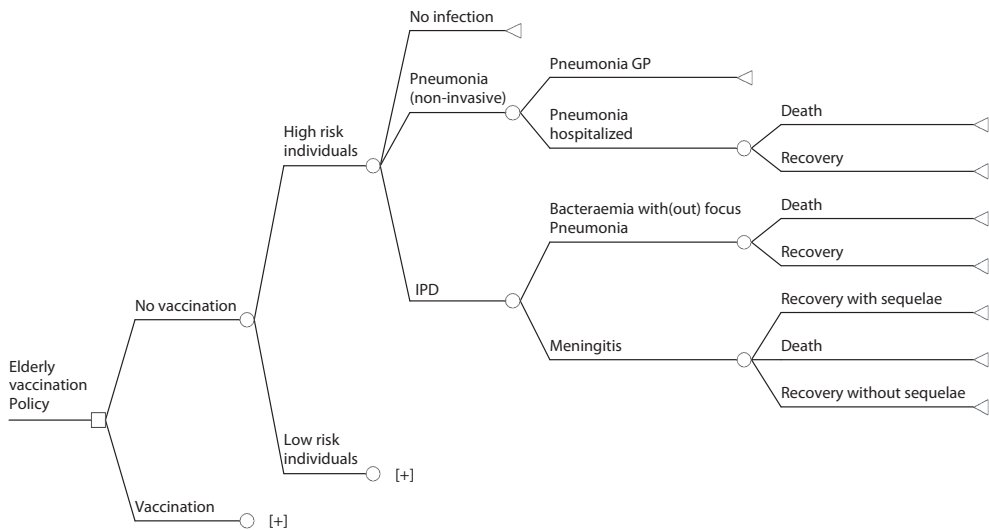 No infection
Pneumonia
(non-invasive)
Pneumonia GP
Pneumonia
hospitalized
Death
Recovery
High risk
individuals
Bacteraemia with(out) focus
Pneumonia
Death
Recovery
IPD
No vaccination
Recovery with sequelae
Meningitis
Death
Recovery without sequelae
Elderly
vaccination
Policy
Low risk
individuals
[+]
Vaccination
[+]